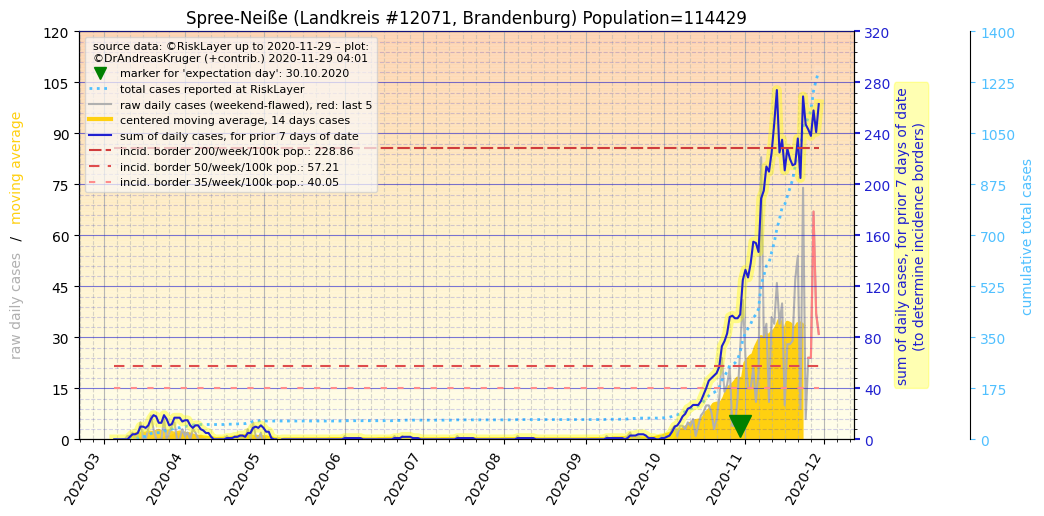 Spree-Neiße (Landkreis #12071, Brandenburg) Population=114429
source data: ©RiskLayer up to 2020-11-29 – plot:
©DrAndreasKruger (+contrib.) 2020-11-29 04:01
marker for 'expectation day': 30.10.2020
total cases reported at RiskLayer
raw daily cases (weekend-flawed), red: last 5
centered moving average, 14 days cases
sum of daily cases, for prior 7 days of date
incid. border 200/week/100k pop.: 228.86
incid. border 50/week/100k pop.: 57.21
incid. border 35/week/100k pop.: 40.05
raw daily cases / moving average
120
105
90
75
60
45
30
15
0
2020-03
2020-04
2020-05
2020-06
2020-07
2020-08
2020-09
2020-10
2020-11
2020-12
320
280
240
200
160
120
80
40
0
sum of daily cases, for prior 7 days of date
(to determine incidence borders)
1400
1225
1050
875
700
525
350
175
0
cumulative total cases